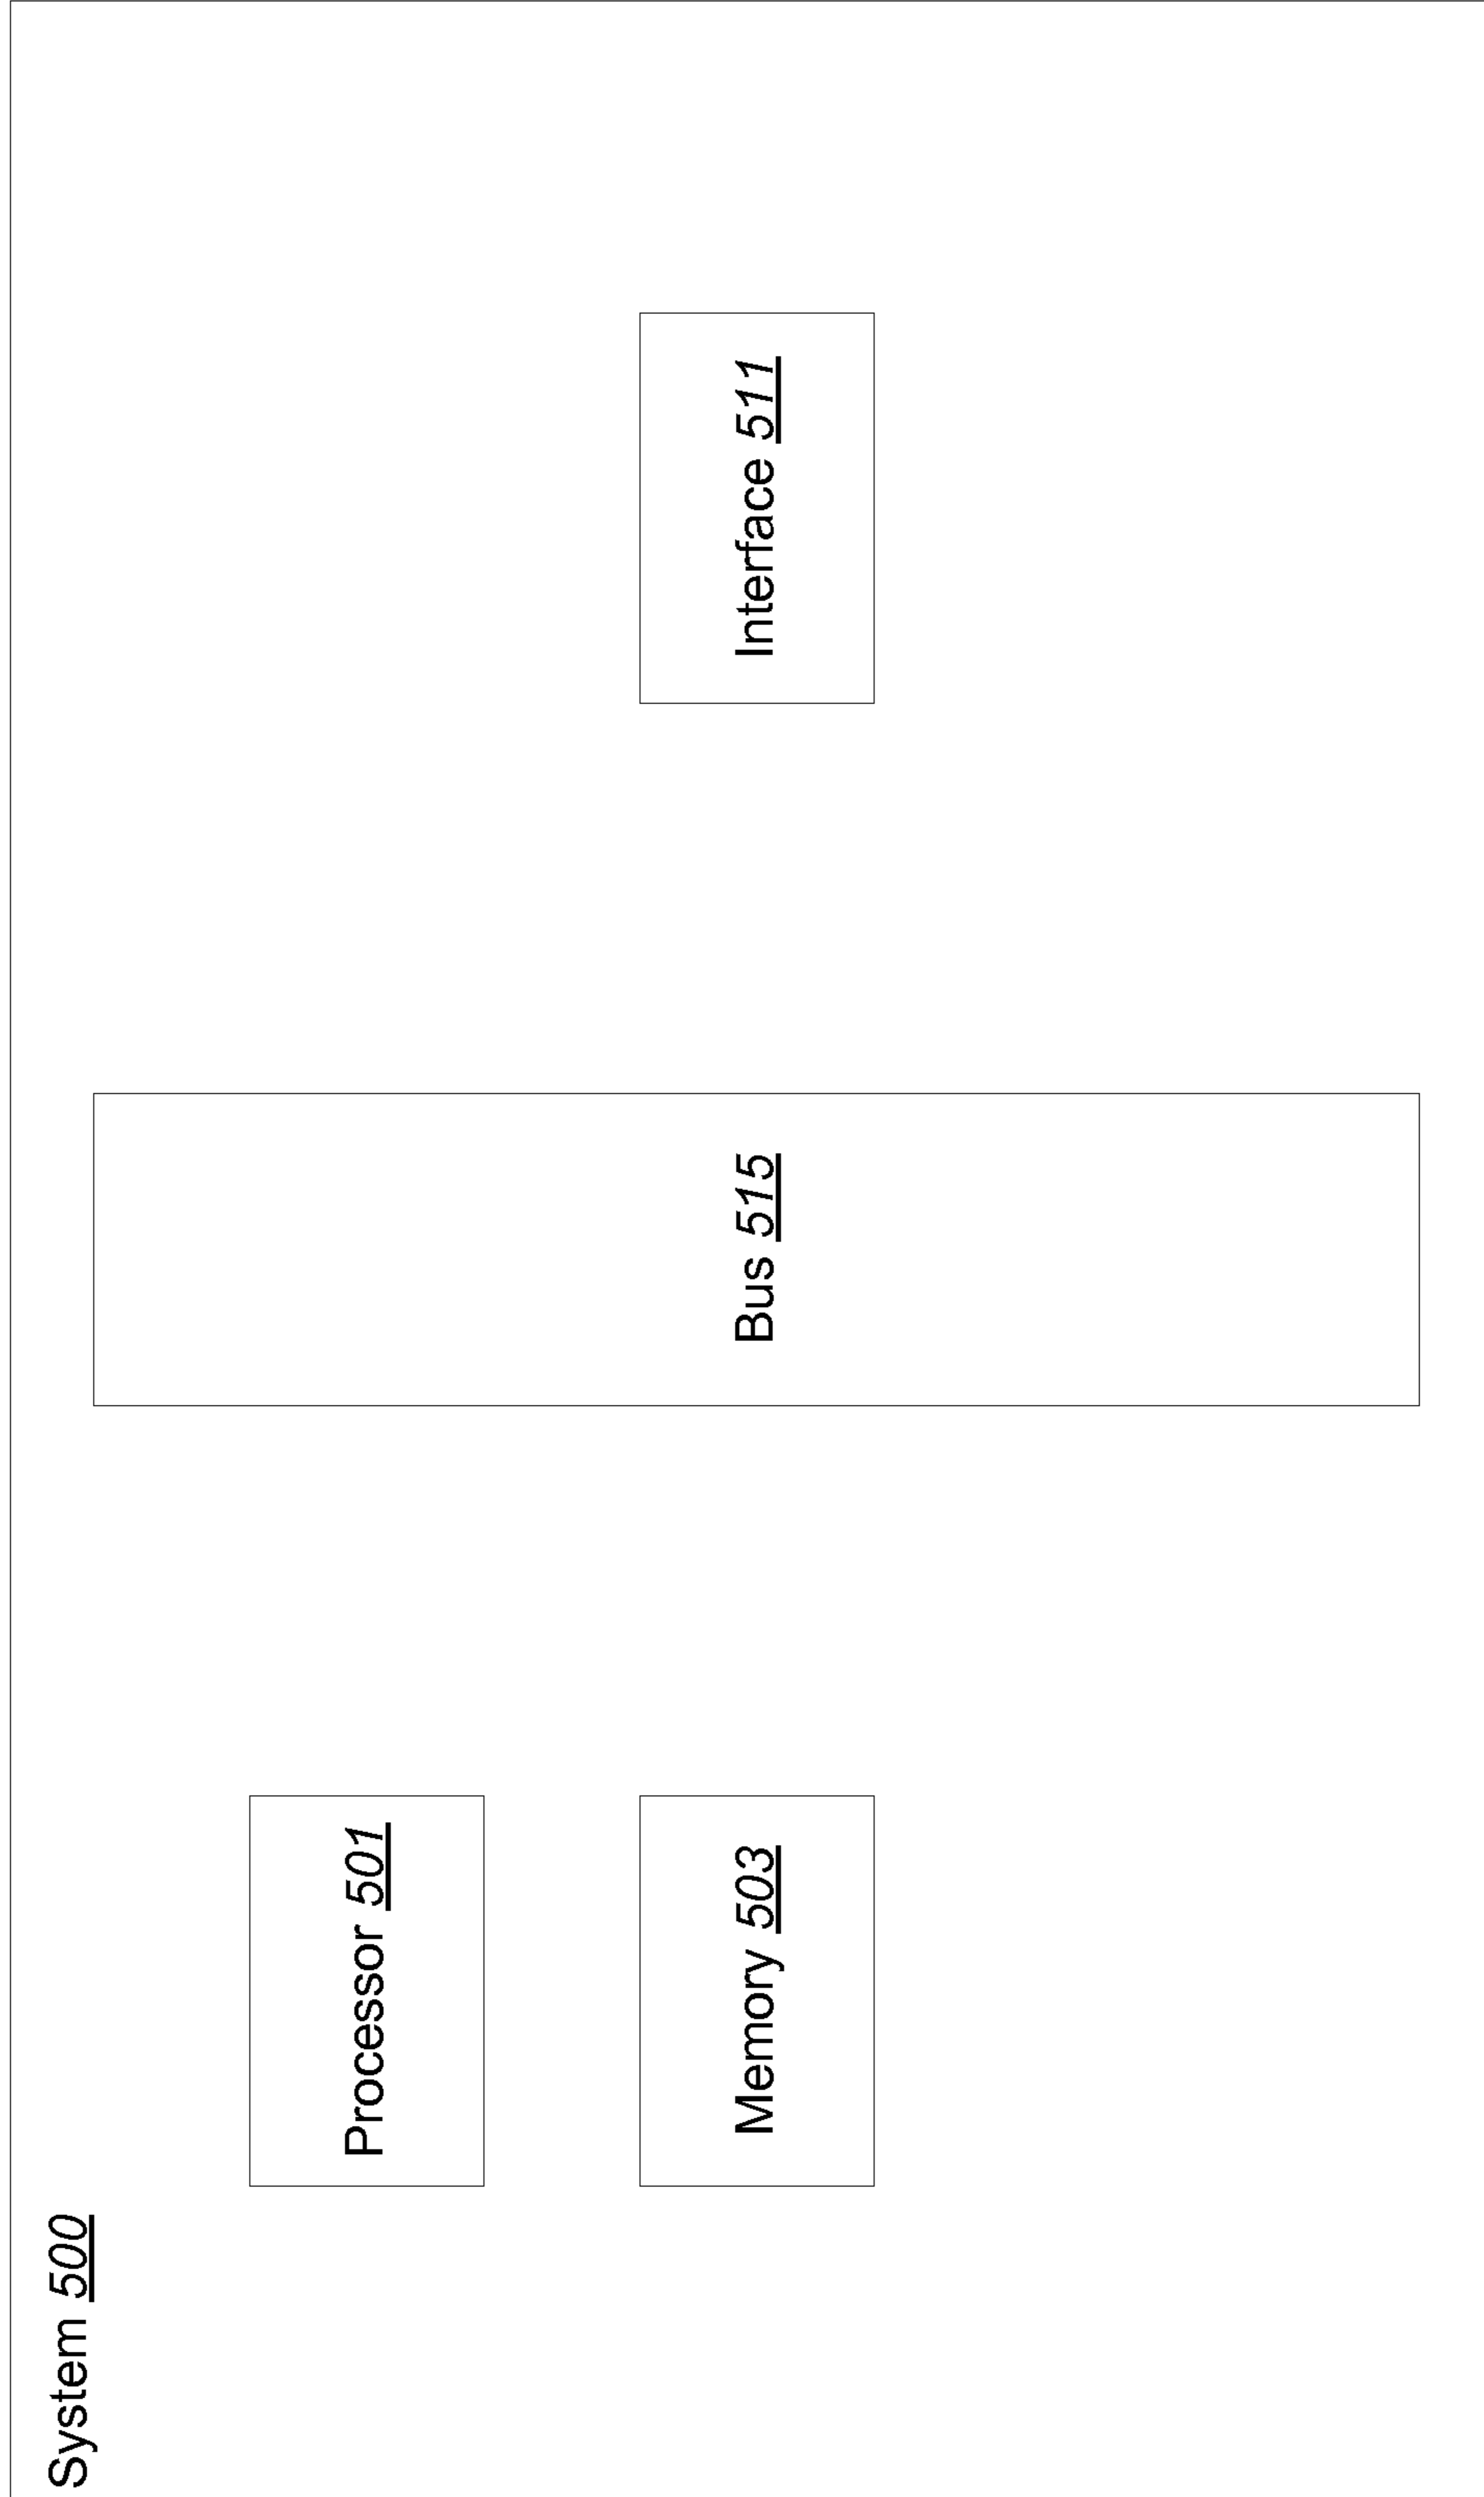 System 500
Processor 501
Memory 503
Bus 515
Interface 511